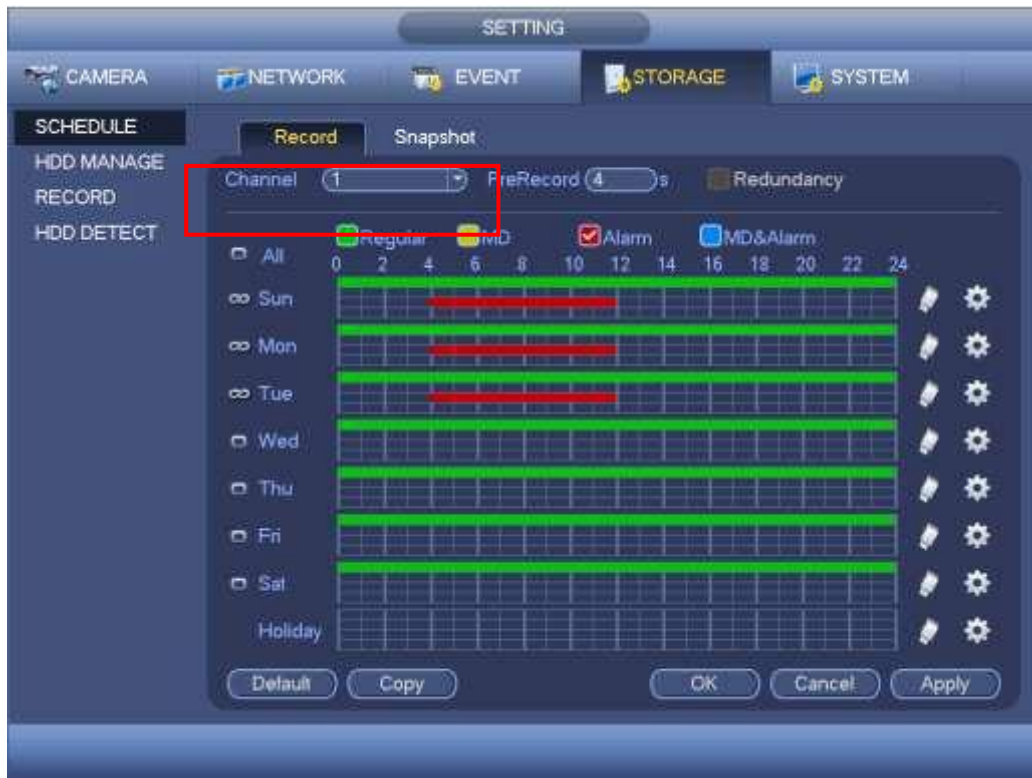 SETTING
CAMERA NETWORK EVENT STORAGE SYSTEM
SCHEDULE
HDD MANAGE
RECORD
HDD DETECT
Record Snapshot
Channel 1 PreRecord 4 s Redundancy
Regular MD Alarm MD&Alarm
All 0 2 4 6 8 10 12 14 16 18 20 22 24
Sun
Mon
Tue
Wed
Thu
Fri
Sat
Holiday
Default Copy OK Cancel Apply